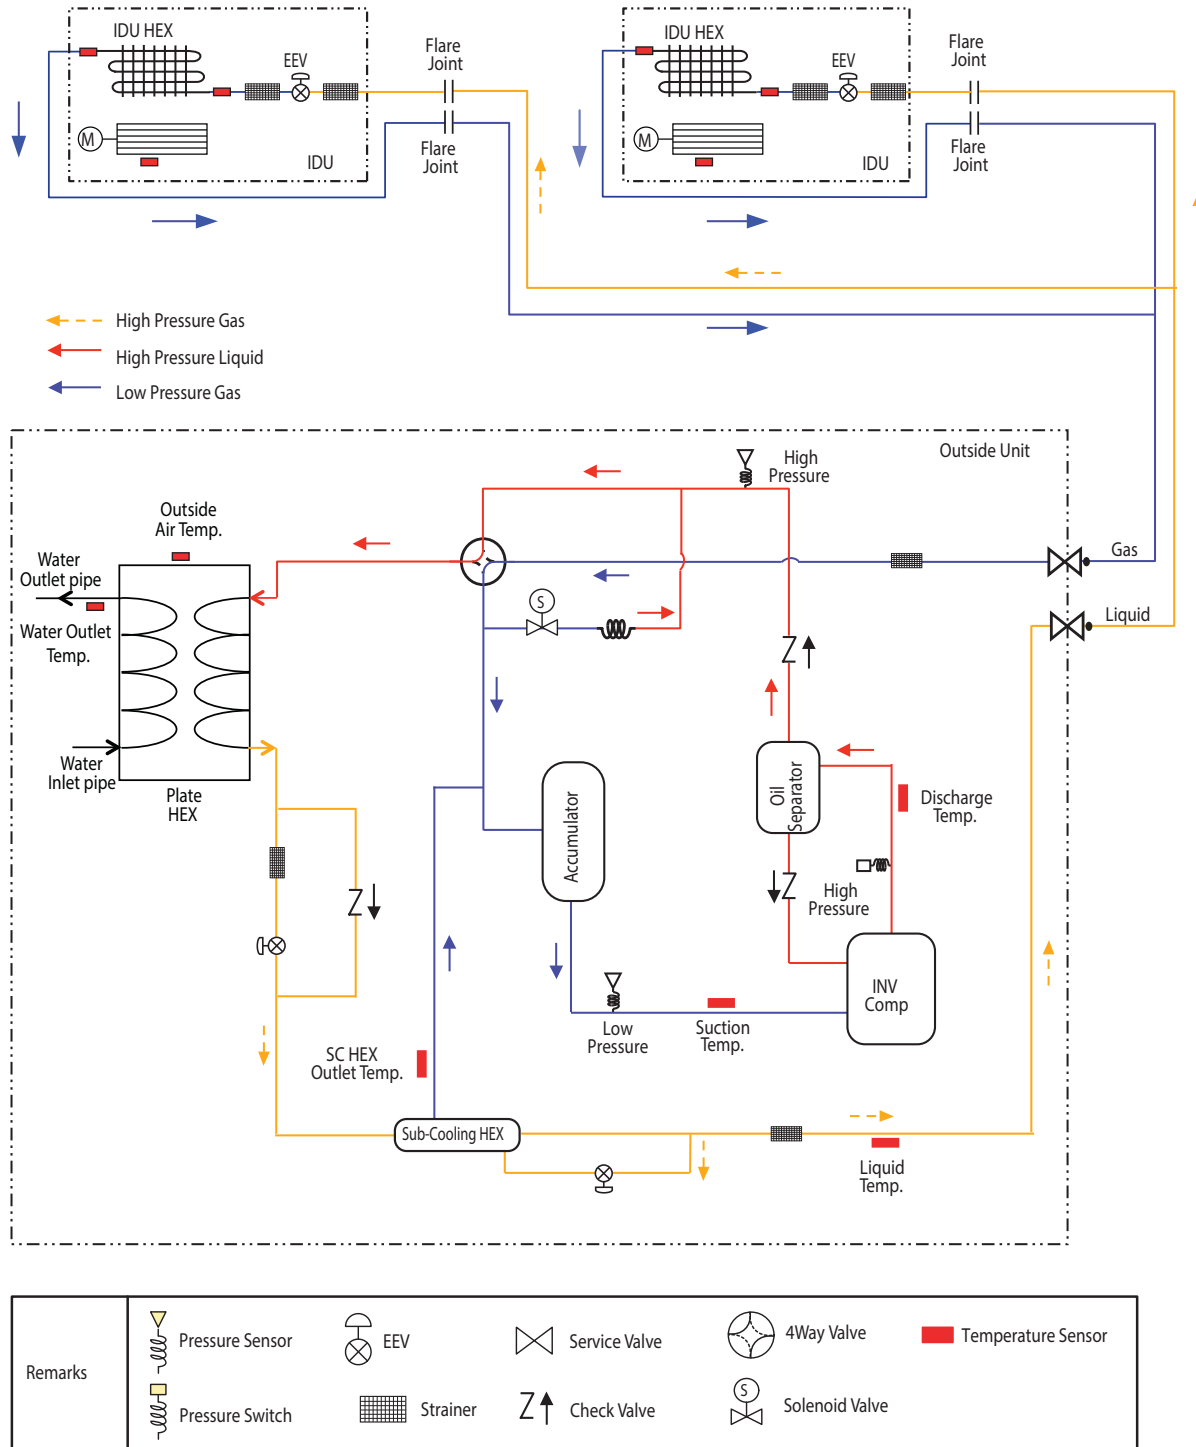 IDU HEX
EEV
Flare
Joint
M
IDU
Flare
Joint
IDU HEX
EEV
Flare
Joint
M
IDU
Flare
Joint
High Pressure Gas
High Pressure Liquid
Low Pressure Gas
Outside Unit
High
Pressure
Outside
Air Temp.
Water
Outlet pipe
Water Outlet
Temp.
Water
Inlet pipe
Plate
HEX
S
Gas
Liquid
Accumulator
Oil
Separator
Discharge
Temp.
High
Pressure
INV
Comp
Low
Pressure
Suction
Temp.
SC HEX
Outlet Temp.
Sub-Cooling HEX
Liquid
Temp.
Remarks
Pressure Sensor
EEV
Service Valve
4Way Valve
Temperature Sensor
Pressure Switch
Strainer
Check Valve
S
Solenoid Valve